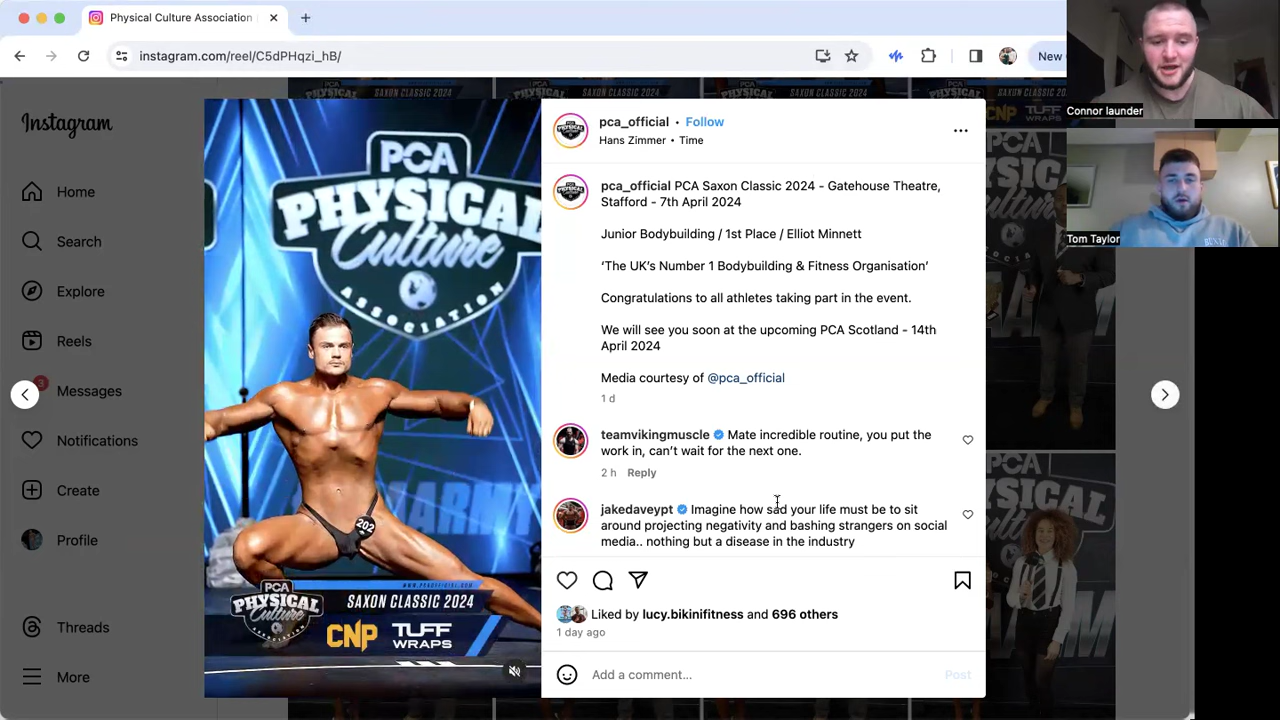 Physical Culture Association
instagram.com/reel/C5dPHqzi_hB/
New
Connor launder
Tom Taylor
Instagram
Home
Search
Explore
Reels
3
Messages
Notifications
Create
Profile
Threads
More
PCA
PHYSICAL
Culture
ASSOCIATION
202
www.pcaofficial.com
PCA
PHYSICAL
Culture
ASSOCIATION
SAXON CLASSIC 2024
CNP TUFF
WRAPS
pca_official • Follow
Hans Zimmer • Time
pca_official PCA Saxon Classic 2024 - Gatehouse Theatre,
Stafford - 7th April 2024
Junior Bodybuilding / 1st Place / Elliot Minnett
‘The UK’s Number 1 Bodybuilding & Fitness Organisation’
Congratulations to all athletes taking part in the event.
We will see you soon at the upcoming PCA Scotland - 14th
April 2024
Media courtesy of @pca_official
1 d
teamvikingmuscle Mate incredible routine, you put the
work in, can’t wait for the next one.
2 h Reply
jakedaveypt Imagine how sad your life must be to sit
around projecting negativity and bashing strangers on social
media.. nothing but a disease in the industry
Liked by lucy.bikinifitness and 696 others
1 day ago
Add a comment...
Post